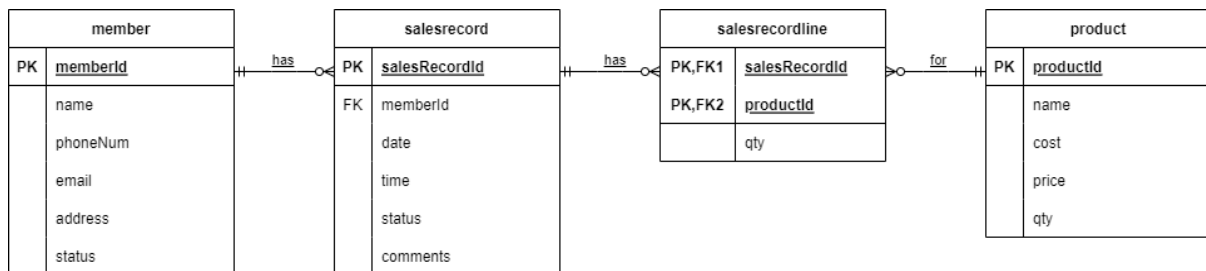 member
PK memberId
name
phoneNum
email
address
status
has
salesrecord
PK salesRecordId
FK memberId
date
time
status
comments
has
salesrecordline
PK,FK1 salesRecordId
PK,FK2 productId
qty
for
product
PK productId
name
cost
price
qty